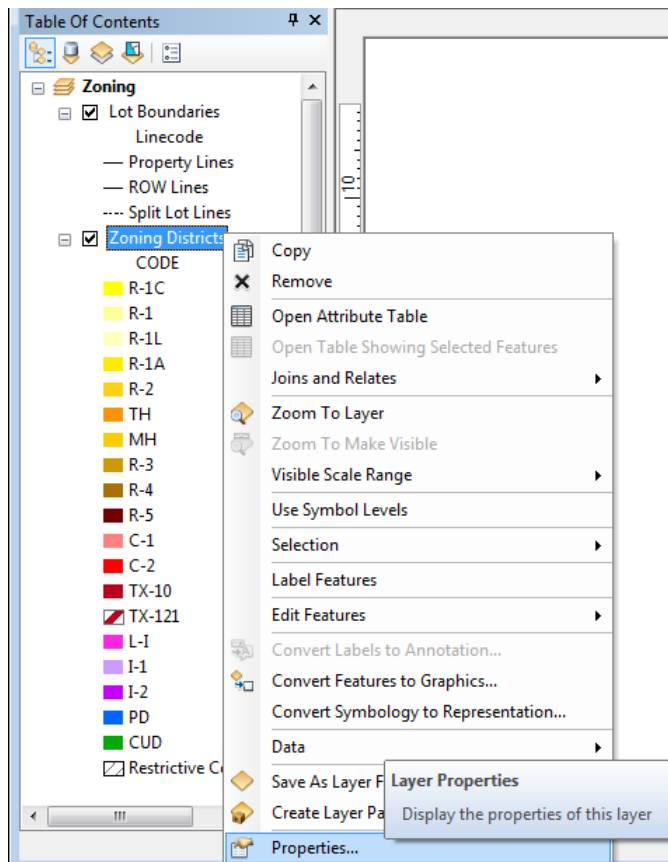 Table Of Contents
Zoning
Lot Boundaries
Linecode
Property Lines
ROW Lines
Split Lot Lines
Zoning Districts
CODE
R-1C
R-1
R-1L
R-1A
R-2
TH
MH
R-3
R-4
R-5
C-1
C-2
TX-10
TX-121
L-I
I-1
I-2
PD
CUD
Restrictive C
10
Copy
Remove
Open Attribute Table
Open Table Showing Selected Features
Joins and Relates
Zoom To Layer
Zoom To Make Visible
Visible Scale Range
Use Symbol Levels
Selection
Label Features
Edit Features
Convert Labels to Annotation...
Convert Features to Graphics...
Convert Symbology to Representation...
Data
Save As Layer F
Create Layer Pa
Properties...
Layer Properties
Display the properties of this layer